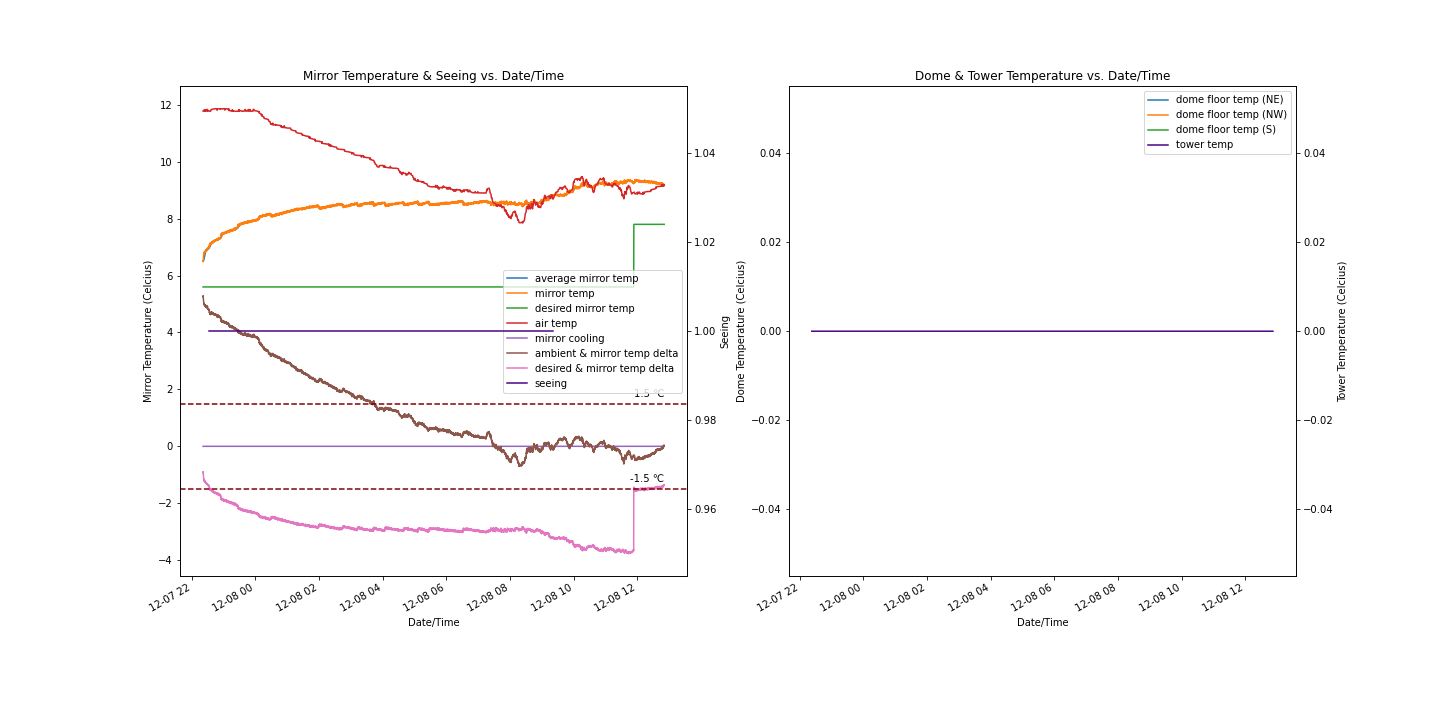 Mirror Temperature & Seeing vs. Date/Time
Mirror Temperature (Celcius)
12
10
8
6
4
2
0
−2
−4
1.04
1.02
1.00
0.98
0.96
Seeing
average mirror temp
mirror temp
desired mirror temp
air temp
mirror cooling
ambient & mirror temp delta
desired & mirror temp delta
seeing
1.5 °C
-1.5 °C
12-07 22
12-08 00
12-08 02
12-08 04
12-08 06
12-08 08
12-08 10
12-08 12
Date/Time
Dome & Tower Temperature vs. Date/Time
Dome Temperature (Celcius)
0.04
0.02
0.00
−0.02
−0.04
dome floor temp (NE)
dome floor temp (NW)
dome floor temp (S)
tower temp
0.04
0.02
0.00
−0.02
−0.04
Tower Temperature (Celcius)
12-07 22
12-08 00
12-08 02
12-08 04
12-08 06
12-08 08
12-08 10
12-08 12
Date/Time